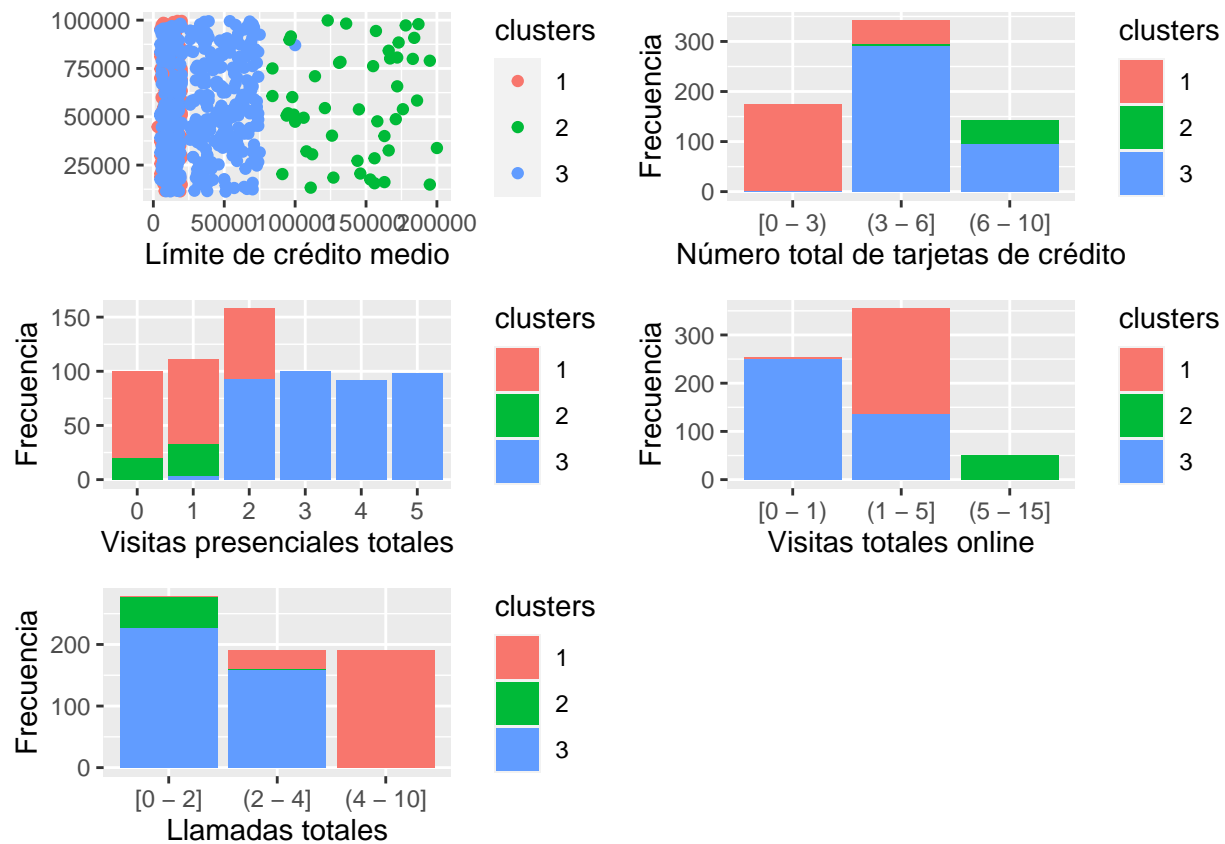 100000
75000
50000
25000
0 50000 100000 150000 200000
Límite de crédito medio
clusters
1
2
3
Frecuencia
300
200
100
0
[0 − 3) (3 − 6] (6 − 10]
Número total de tarjetas de crédito
clusters
1
2
3
Frecuencia
150
100
50
0
0 1 2 3 4 5
Visitas presenciales totales
clusters
1
2
3
Frecuencia
300
200
100
0
[0 − 1) (1 − 5] (5 − 15]
Visitas totales online
clusters
1
2
3
Frecuencia
200
100
0
[0 − 2] (2 − 4] (4 − 10]
Llamadas totales
clusters
1
2
3